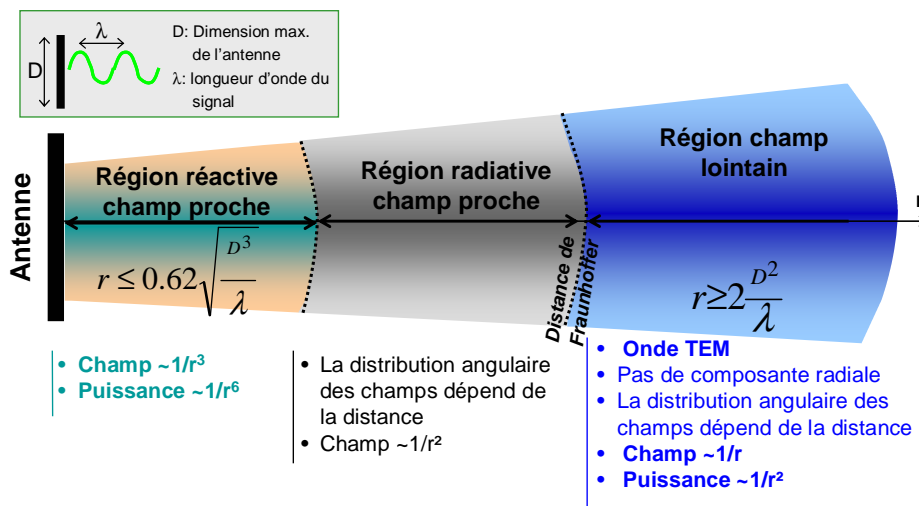 λ
D
D: Dimension max.
de l'antenne
λ: longueur d'onde du
signal
Antenne
Région réactive
champ proche
r ≤ 0.62 √(D³/λ)
Région radiative
champ proche
Distance de
Fraunhoffer
Région champ
lointain
r≥2 D²/λ
• Champ ~1/r³
• Puissance ~1/r⁶
• La distribution angulaire
des champs dépend de
la distance
• Champ ~1/r²
• Onde TEM
• Pas de composante radiale
• La distribution angulaire des
champs dépend de la distance
• Champ ~1/r
• Puissance ~1/r²